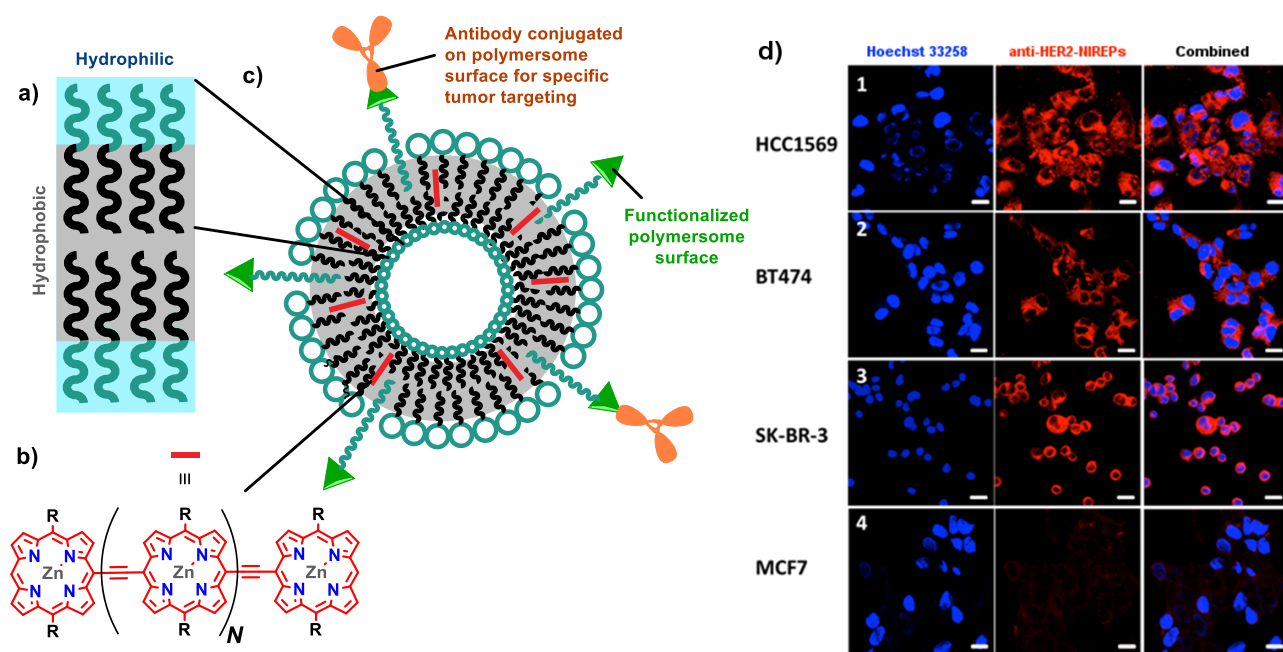 a)
Hydrophilic
Hydrophobic
c)
Antibody conjugated
on polymersome
surface for specific
tumor targeting
Functionalized
polymersome
surface
b)
III
R
R
R
N
N
N
N
Zn
N
N
N
N
Zn
N
N
N
N
Zn
R
R
R
N
d)
Hoechst 33258
anti-HER2-NIREPs
Combined
1
HCC1569
2
BT474
3
SK-BR-3
4
MCF7